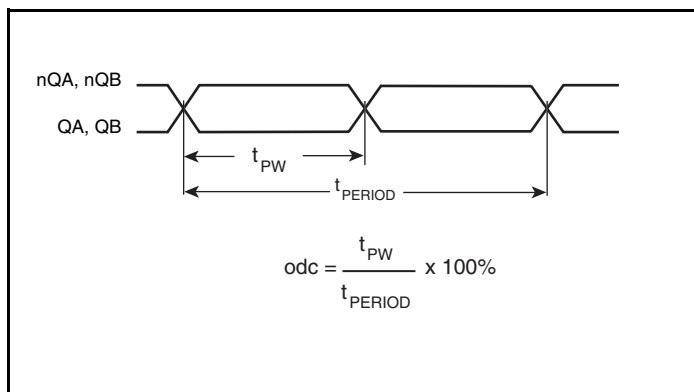 nQA, nQB
QA, QB
tPW
tPERIOD
odc = tPW / tPERIOD x 100%